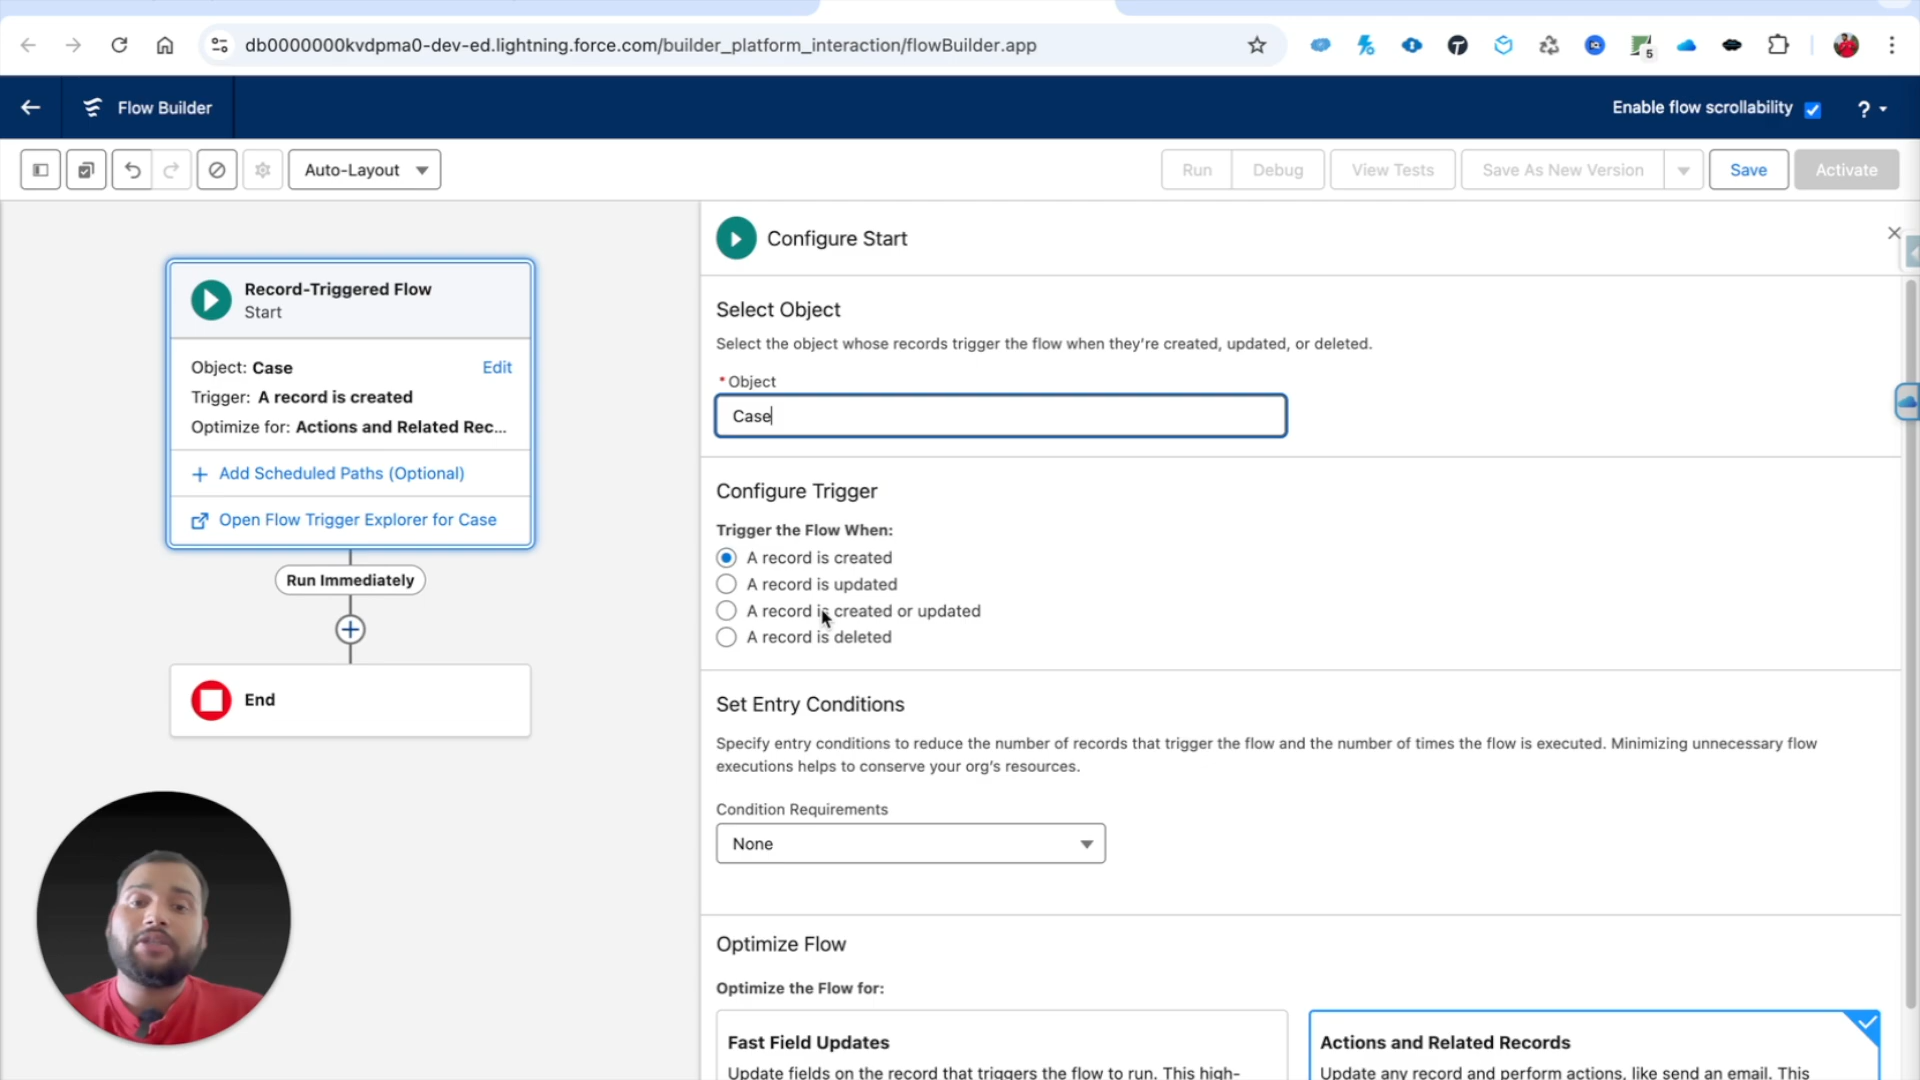 db0000000kvdpma0-dev-ed.lightning.force.com/builder_platform_interaction/flowBuilder.app
5
Flow Builder
Enable flow scrollability
?
Auto-Layout
Run
Debug
View Tests
Save As New Version
Save
Activate
Record-Triggered Flow
Start
Object: Case
Edit
Trigger: A record is created
Optimize for: Actions and Related Rec...
Add Scheduled Paths (Optional)
Open Flow Trigger Explorer for Case
Run Immediately
End
Configure Start
Select Object
Select the object whose records trigger the flow when they're created, updated, or deleted.
* Object
Case
Configure Trigger
Trigger the Flow When:
A record is created
A record is updated
A record is created or updated
A record is deleted
Set Entry Conditions
Specify entry conditions to reduce the number of records that trigger the flow and the number of times the flow is executed. Minimizing unnecessary flow
executions helps to conserve your org's resources.
Condition Requirements
None
Optimize Flow
Optimize the Flow for:
Fast Field Updates
Update fields on the record that triggers the flow to run. This high-
Actions and Related Records
Update any record and perform actions, like send an email. This